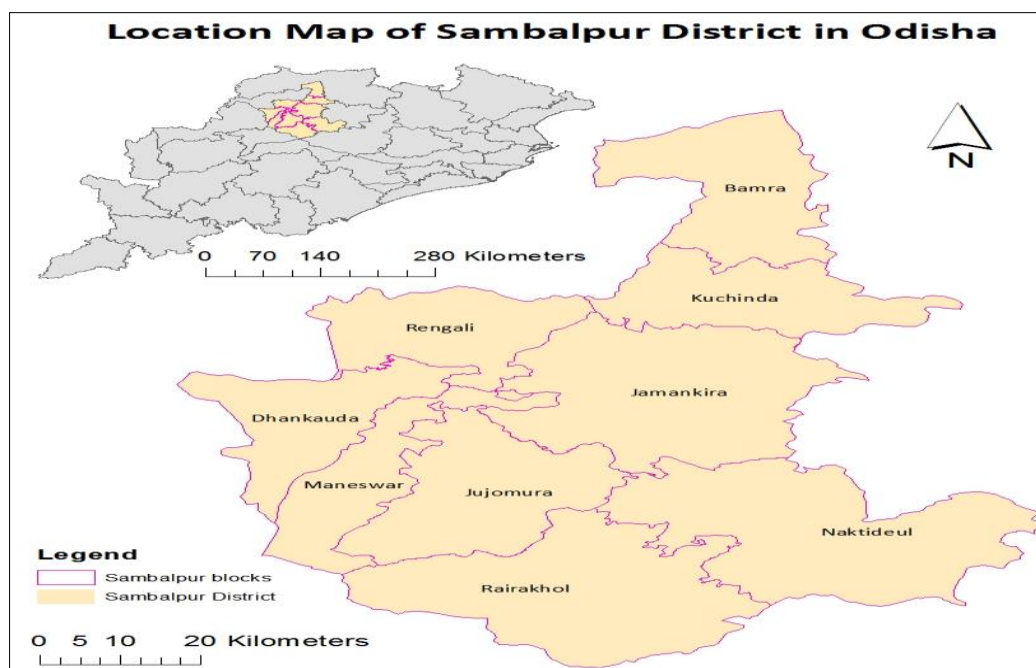 Location Map of Sambalpur District in Odisha
N
0 70 140 280 Kilometers
Bamra
Kuchinda
Rengali
Jamankira
Dhankauda
Maneswar
Jujomura
Naktideul
Rairakhol
Legend
Sambalpur blocks
Sambalpur District
0 5 10 20 Kilometers